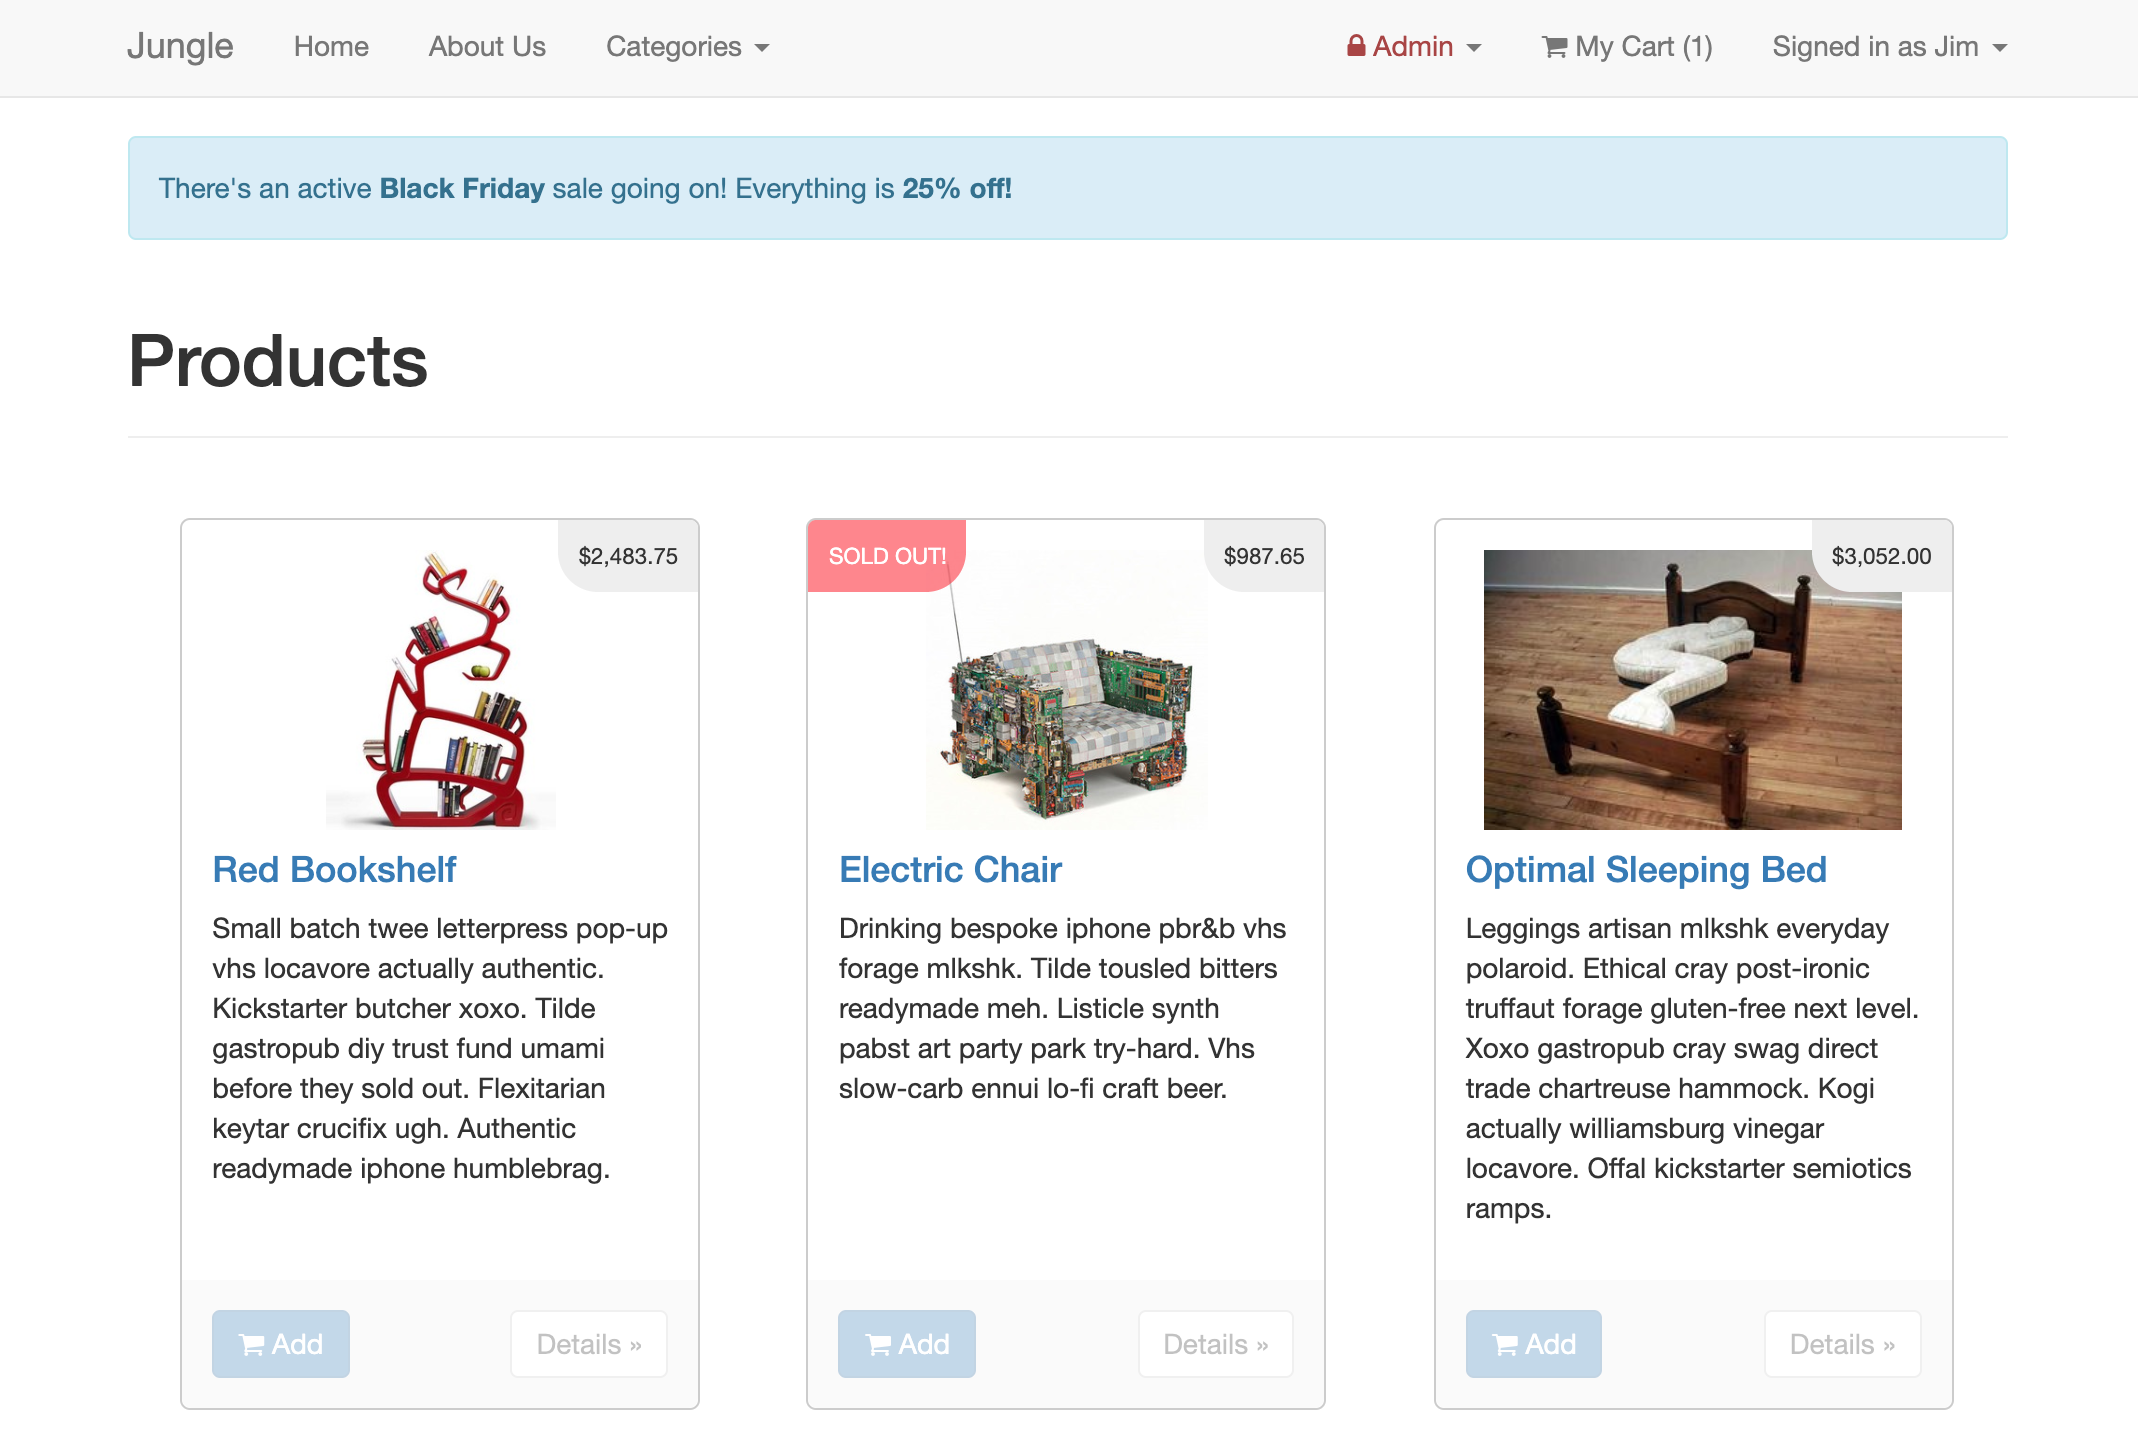 Jungle Home About Us Categories Admin My Cart (1) Signed in as Jim
There's an active Black Friday sale going on! Everything is 25% off!
Products
$2,483.75
Red Bookshelf
Small batch twee letterpress pop-up
vhs locavore actually authentic.
Kickstarter butcher xoxo. Tilde
gastropub diy trust fund umami
before they sold out. Flexitarian
keytar crucifix ugh. Authentic
readymade iphone humblebrag.
Add Details »
SOLD OUT! $987.65
Electric Chair
Drinking bespoke iphone pbr&b vhs
forage mlkshk. Tilde tousled bitters
readymade meh. Listicle synth
pabst art party park try-hard. Vhs
slow-carb ennui lo-fi craft beer.
Add Details »
$3,052.00
Optimal Sleeping Bed
Leggings artisan mlkshk everyday
polaroid. Ethical cray post-ironic
truffaut forage gluten-free next level.
Xoxo gastropub cray swag direct
trade chartreuse hammock. Kogi
actually williamsburg vinegar
locavore. Offal kickstarter semiotics
ramps.
Add Details »